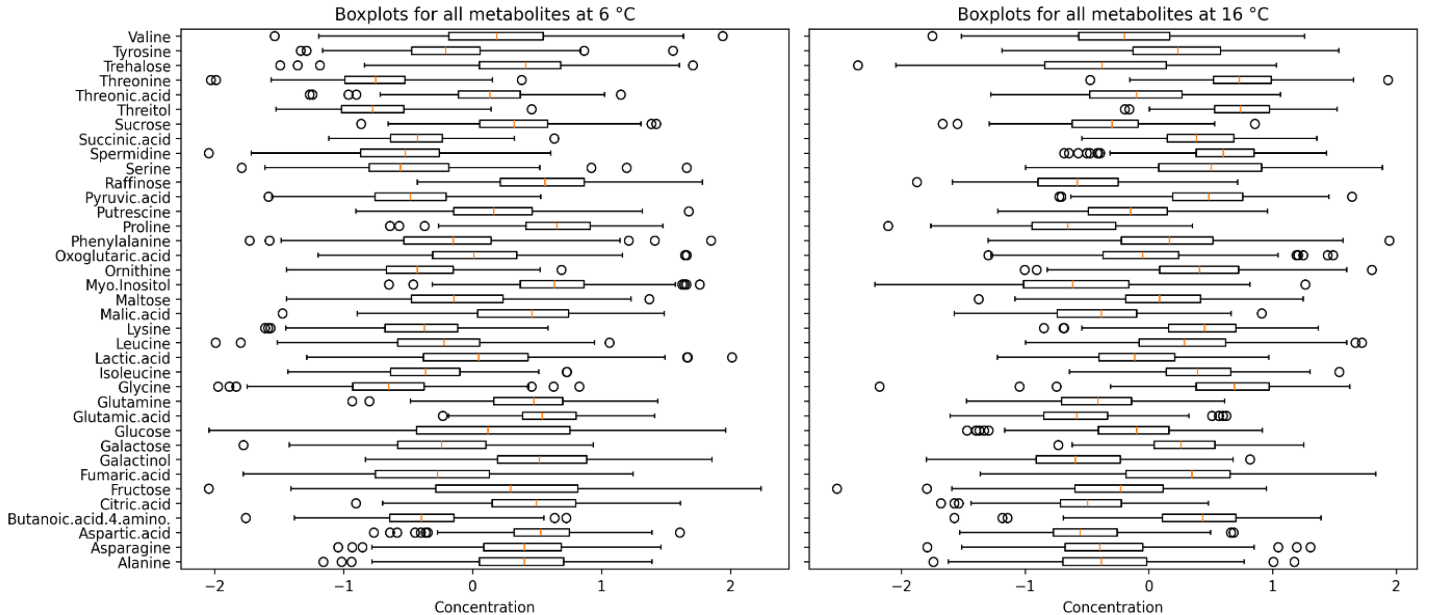 Boxplots for all metabolites at 6 °C
Boxplots for all metabolites at 16 °C
Valine
Tyrosine
Trehalose
Threonine
Threonic.acid
Threitol
Sucrose
Succinic.acid
Spermidine
Serine
Raffinose
Pyruvic.acid
Putrescine
Proline
Phenylalanine
Oxoglutaric.acid
Ornithine
Myo.Inositol
Maltose
Malic.acid
Lysine
Leucine
Lactic.acid
Isoleucine
Glycine
Glutamine
Glutamic.acid
Glucose
Galactose
Galactinol
Fumaric.acid
Fructose
Citric.acid
Butanoic.acid.4.amino.
Aspartic.acid
Asparagine
Alanine
−2 −1 0 1 2
−2 −1 0 1 2
Concentration
Concentration